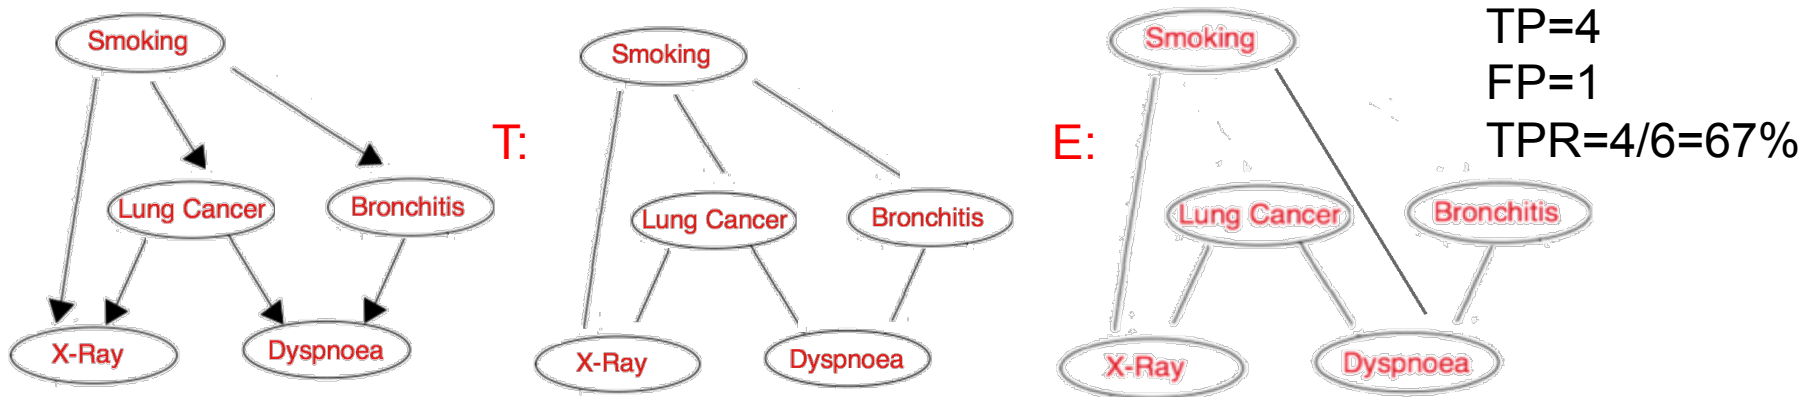 Smoking
Lung Cancer
Bronchitis
X-Ray
Dyspnoea
T:
Smoking
Lung Cancer
Bronchitis
X-Ray
Dyspnoea
E:
Smoking
Lung Cancer
Bronchitis
X-Ray
Dyspnoea
TP=4
FP=1
TPR=4/6=67%